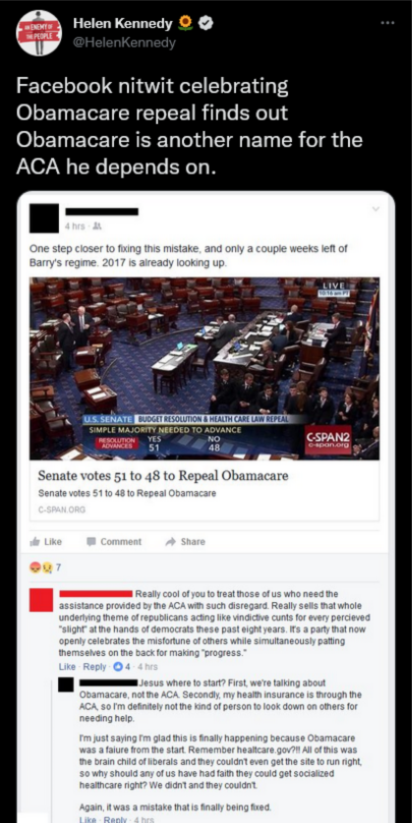 AN ENEMY OF
THE PEOPLE
Helen Kennedy 🌻
@HelenKennedy
Facebook nitwit celebrating
Obamacare repeal finds out
Obamacare is another name for the
ACA he depends on.
4 hrs
One step closer to fixing this mistake, and only a couple weeks left of
Barry's regime. 2017 is already looking up.
LIVE
U.S. SENATE BUDGET RESOLUTION & HEALTH CARE LAW REPEAL
SIMPLE MAJORITY NEEDED TO ADVANCE
RESOLUTION ADVANCES YES 51 NO 48
C-SPAN2
c-span.org
Senate votes 51 to 48 to Repeal Obamacare
Senate votes 51 to 48 to Repeal Obamacare
C-SPAN.ORG
Like Comment Share
7
Really cool of you to treat those of us who need the
assistance provided by the ACA with such disregard. Really sells that whole
underlying theme of republicans acting like vindictive cunts for every percieved
"slight" at the hands of democrats these past eight years. It's a party that now
openly celebrates the misfortune of others while simultaneously patting
themselves on the back for making "progress."
Like · Reply · 4 · 4 hrs
Jesus where to start? First, we're talking about
Obamacare, not the ACA. Secondly, my health insurance is through the
ACA, so I'm definitely not the kind of person to look down on others for
needing help.
I'm just saying I'm glad this is finally happening because Obamacare
was a faiure from the start. Remember healtcare.gov?!! All of this was
the brain child of liberals and they couldn't even get the site to run right,
so why should any of us have had faith they could get socialized
healthcare right? We didn't and they couldn't.
Again, it was a mistake that is finally being fixed.
Like · Reply · 4 hrs